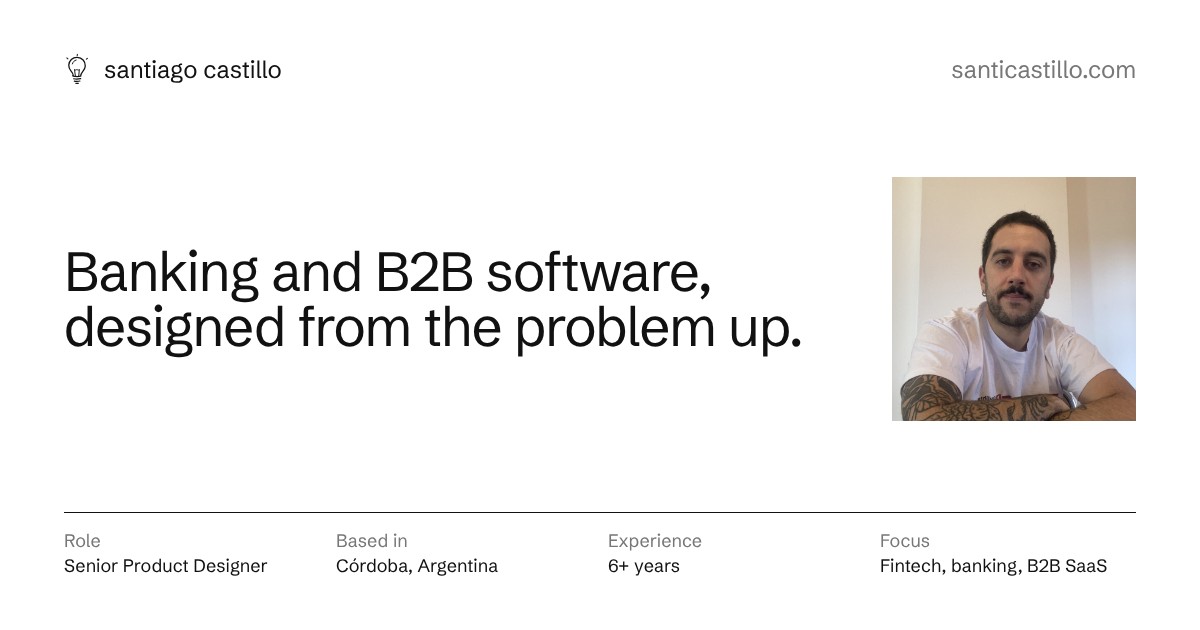 santiago castillo
santicastillo.com
Banking and B2B software,
designed from the problem up.
Role
Senior Product Designer
Based in
Córdoba, Argentina
Experience
6+ years
Focus
Fintech, banking, B2B SaaS